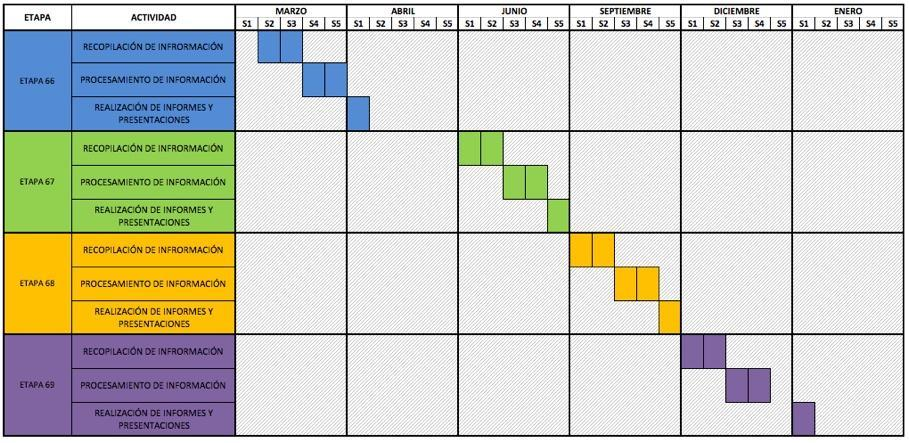 ETAPA ACTIVIDAD MARZO ABRIL JUNIO SEPTIEMBRE DICIEMBRE ENERO
S1 S2 S3 S4 S5 S1 S2 S3 S4 S5 S1 S2 S3 S4 S5 S1 S2 S3 S4 S5 S1 S2 S3 S4 S5 S1 S2 S3 S4 S5
ETAPA 66
RECOPILACIÓN DE INFRORMACIÓN
PROCESAMIENTO DE INFORMACIÓN
REALIZACIÓN DE INFORMES Y
PRESENTACIONES
ETAPA 67
RECOPILACIÓN DE INFRORMACIÓN
PROCESAMIENTO DE INFORMACIÓN
REALIZACIÓN DE INFORMES Y
PRESENTACIONES
ETAPA 68
RECOPILACIÓN DE INFRORMACIÓN
PROCESAMIENTO DE INFORMACIÓN
REALIZACIÓN DE INFORMES Y
PRESENTACIONES
ETAPA 69
RECOPILACIÓN DE INFRORMACIÓN
PROCESAMIENTO DE INFORMACIÓN
REALIZACIÓN DE INFORMES Y
PRESENTACIONES